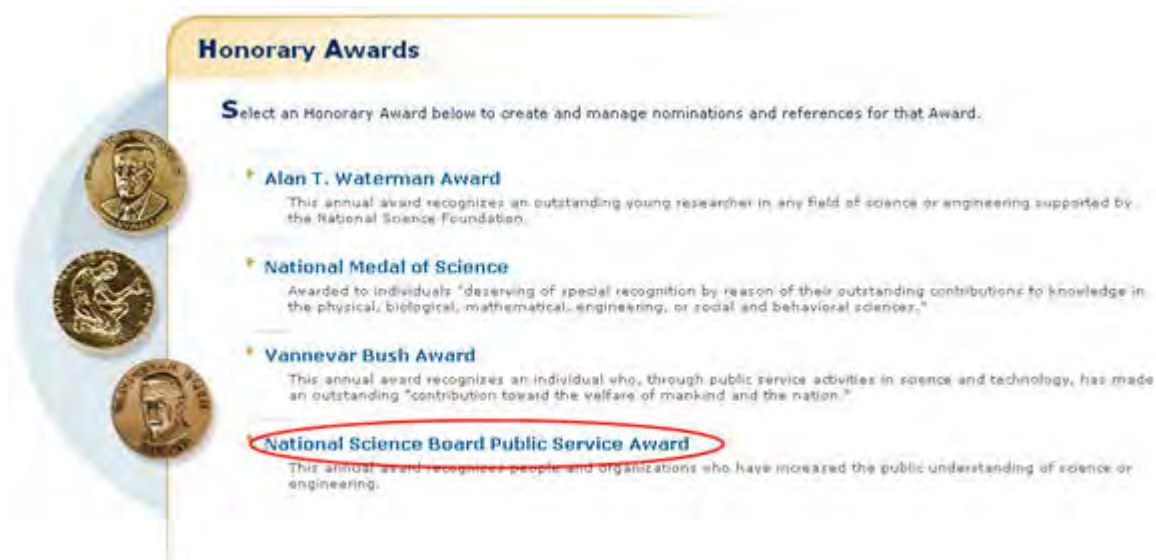 Honorary Awards
Select an Honorary Award below to create and manage nominations and references for that Award.
Alan T. Waterman Award
This annual award recognizes an outstanding young researcher in any field of science or engineering supported by
the National Science Foundation.
National Medal of Science
Awarded to individuals "deserving of special recognition by reason of their outstanding contributions to knowledge in
the physical, biological, mathematical, engineering, or social and behavioral sciences."
Vannevar Bush Award
This annual award recognizes an individual who, through public service activities in science and technology, has made
an outstanding "contribution toward the welfare of mankind and the nation."
National Science Board Public Service Award
This annual award recognizes people and organizations who have increased the public understanding of science or
engineering.